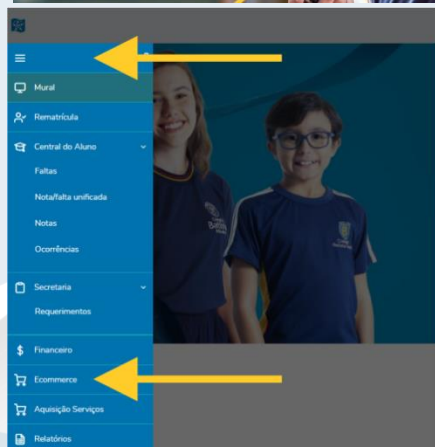 Mural
Rematrícula
Central do Aluno
Faltas
Nota/falta unificada
Notas
Ocorrências
Secretaria
Requerimentos
Financeiro
Ecommerce
Aquisição Serviços
Relatórios